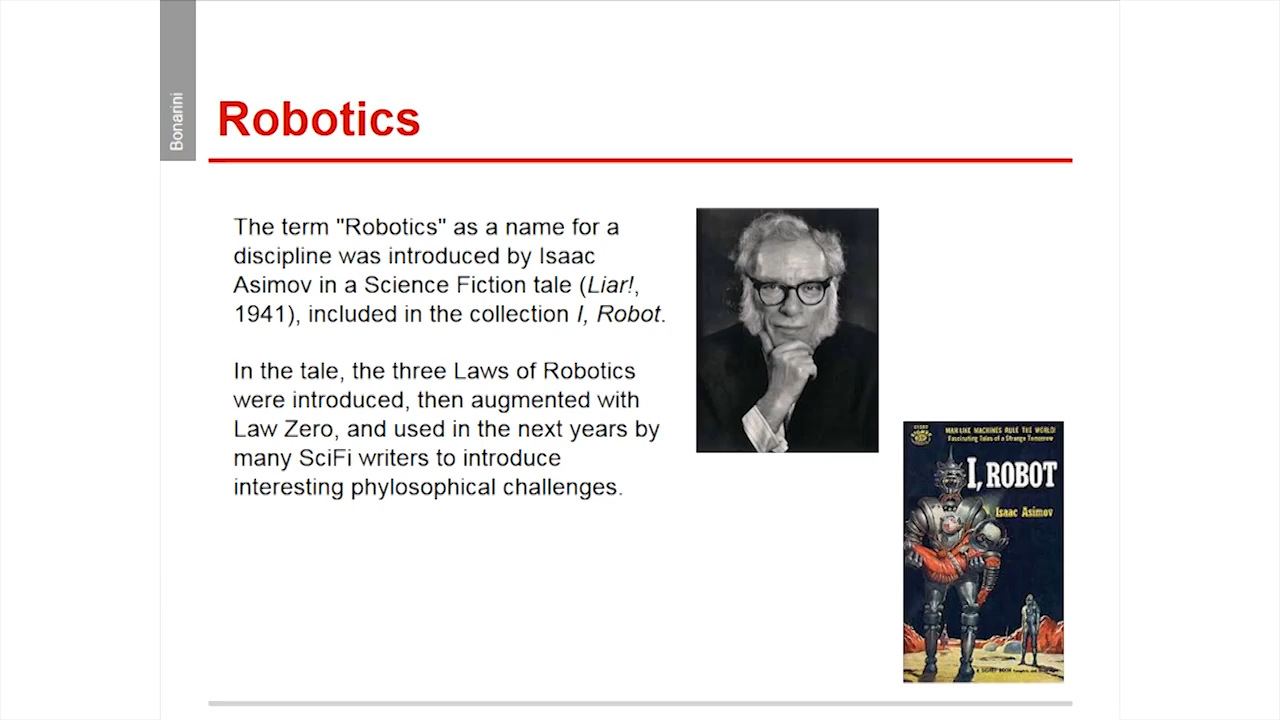 Bonarini
Robotics
The term "Robotics" as a name for a
discipline was introduced by Isaac
Asimov in a Science Fiction tale (Liar!,
1941), included in the collection I, Robot.
In the tale, the three Laws of Robotics
were introduced, then augmented with
Law Zero, and used in the next years by
many SciFi writers to introduce
interesting phylosophical challenges.
MAN-LIKE MACHINES RULE THE WORLD!
Fascinating Tales of a Strange Tomorrow
I, ROBOT
Isaac Asimov
A SIGNET BOOK